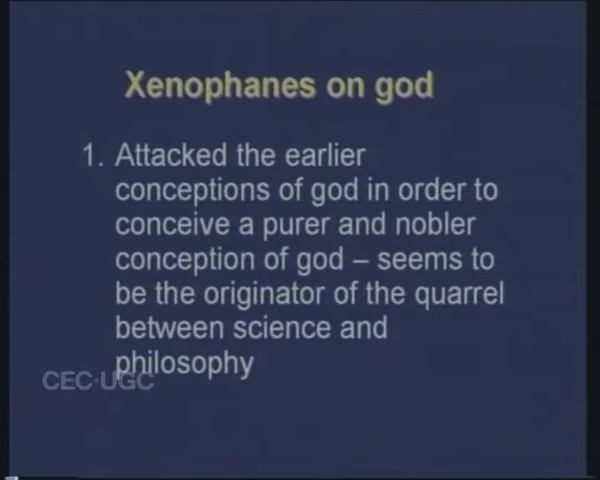 Xenophanes on god
1. Attacked the earlier
conceptions of god in order to
conceive a purer and nobler
conception of god – seems to
be the originator of the quarrel
between science and
philosophy
CEC-UGC